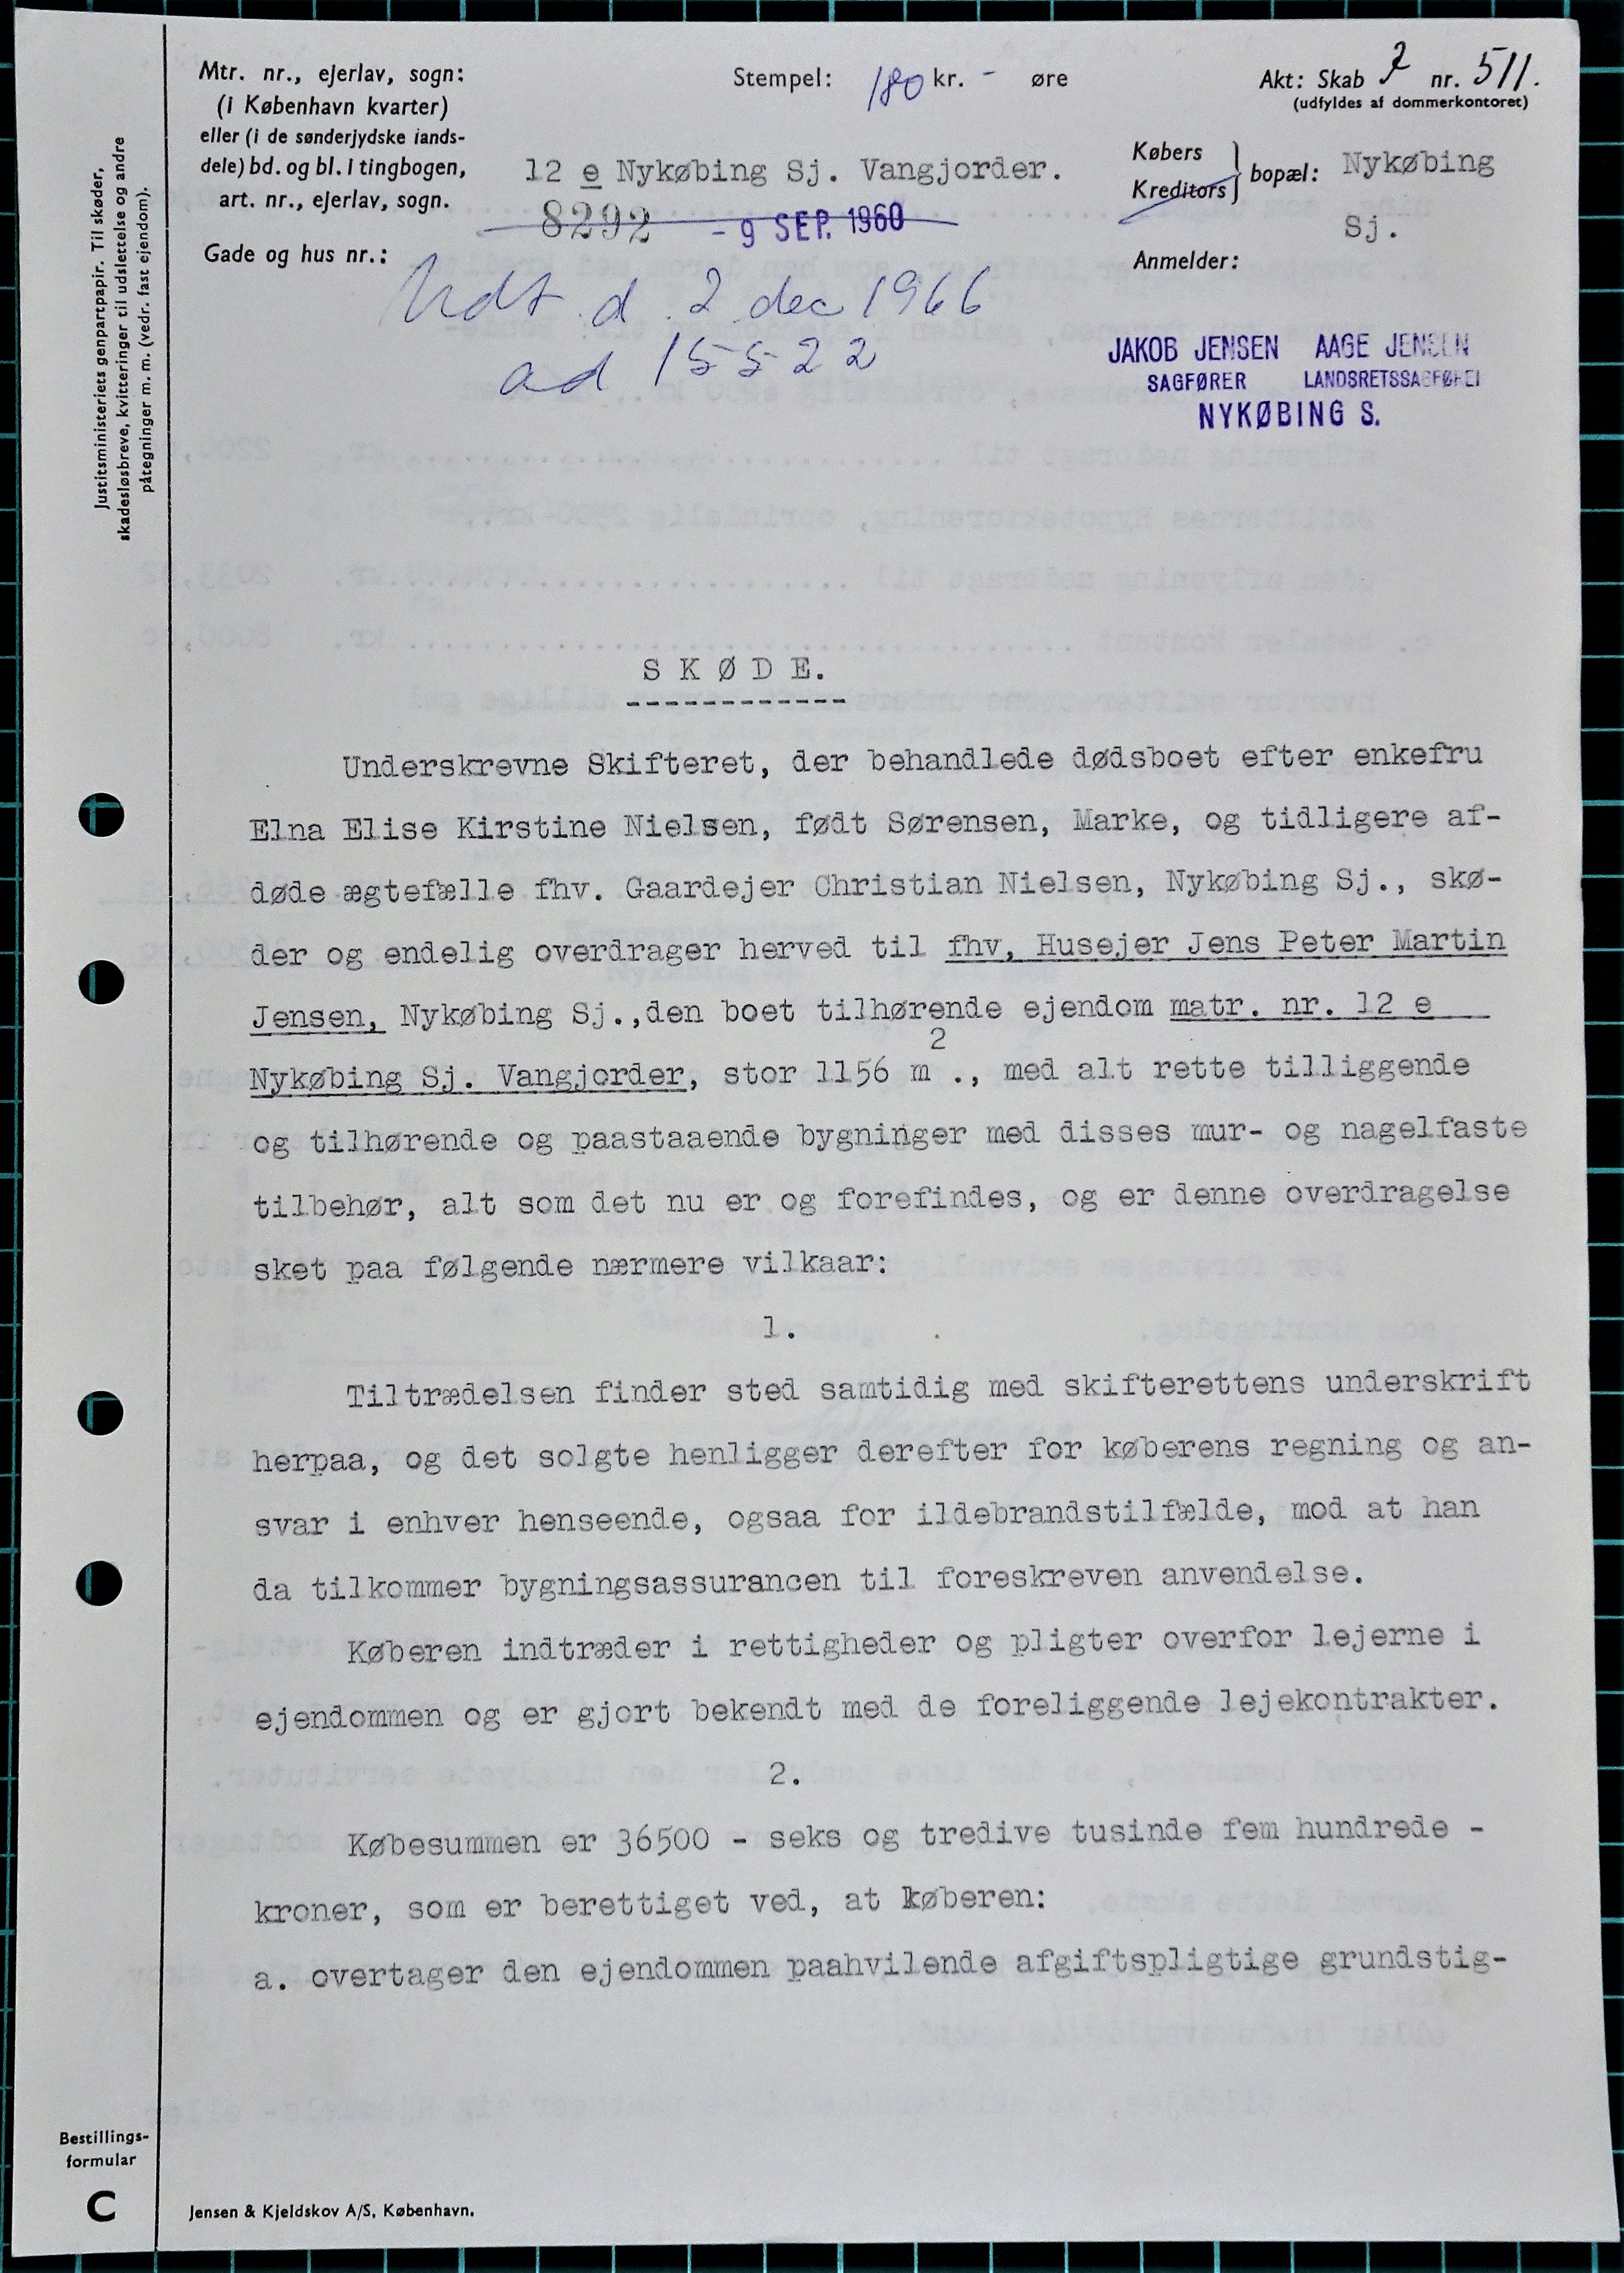 Mtr. nr., ejerlav, sogn:
(i København kvarter)
eller (i de sønderjydske lands-
dele) bd. og bl. i tingbogen,
art. nr., ejerlav, sogn.
Gade og hus nr.:
Stempel: 180 kr. - øre
Akt: Skab nr. 511.
(udfyldes af dommerkontoret)
12 e Nykøbing Sj. Vangjorder.
8292 - 9 SEP. 1960
Købers
Kreditors
bopæl: Nykøbing
Sj.
Anmelder:
Udst. d. 2 dec 1966
ad 15522
JAKOB JENSEN AAGE JENSEN
SAGFØRER LANDSRETSSAGFØRER
NYKØBING S.
Justitsministeriets genpartpapir. Til skøder,
skadesløsbreve, kvitteringer til udslettelse og andre
påtegninger m. m. (vedr. fast ejendom).
SKØDE.
------------
Underskrevne Skifteret, der behandlede dødsboet efter enkefru
Elna Elise Kirstine Nielsen, født Sørensen, Marke, og tidligere af-
døde ægtefælle fhv. Gaardejer Christian Nielsen, Nykøbing Sj., skø-
der og endelig overdrager herved til fhv, Husejer Jens Peter Martin
Jensen, Nykøbing Sj.,den boet tilhørende ejendom matr. nr. 12 e
Nykøbing Sj. Vangjorder, stor 1156 m2., med alt rette tilliggende
og tilhørende og paastaaende bygninger med disses mur- og nagelfaste
tilbehør, alt som det nu er og forefindes, og er denne overdragelse
sket paa følgende nærmere vilkaar:
1.
Tiltrædelsen finder sted samtidig med skifterettens underskrift
herpaa, og det solgte henligger derefter for køberens regning og an-
svar i enhver henseende, ogsaa for ildebrandstilfælde, mod at han
da tilkommer bygningsassurancen til foreskreven anvendelse.
Køberen indtræder i rettigheder og pligter overfor lejerne i
ejendommen og er gjort bekendt med de foreliggende lejekontrakter.
2.
Købesummen er 36500 - seks og tredive tusinde fem hundrede -
kroner, som er berettiget ved, at køberen:
a. overtager den ejendommen paahvilende afgiftspligtige grundstig-
Bestillings-
formular
C
Jensen & Kjeldskov A/S, København.